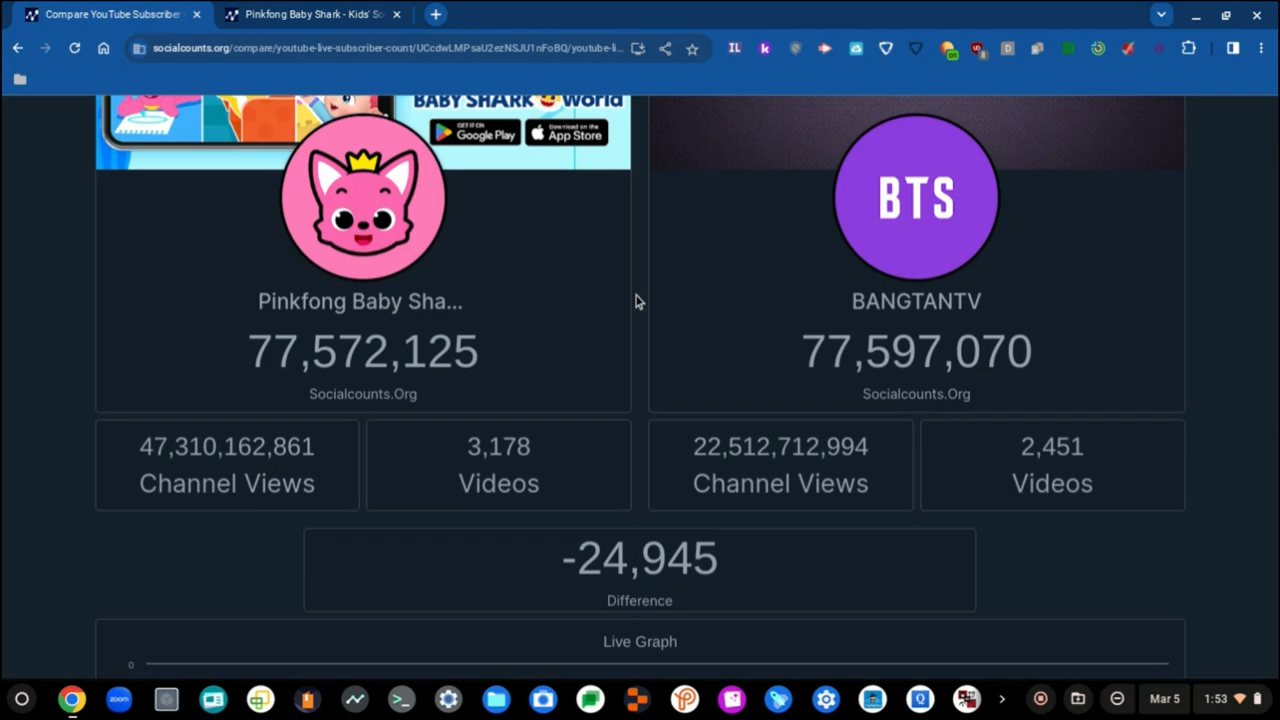 Compare YouTube Subscriber
Pinkfong Baby Shark - Kids' So
socialcounts.org/compare/youtube-live-subscriber-count/UCcdwLMPsaU2ezNSJU1nFoBQ/youtube-li...
BABY SHARK World
GET IT ON
Google Play
Download on the
App Store
BTS
Pinkfong Baby Sha...
77,572,125
Socialcounts.Org
BANGTANTV
77,597,070
Socialcounts.Org
47,310,162,861
Channel Views
3,178
Videos
22,512,712,994
Channel Views
2,451
Videos
-24,945
Difference
Live Graph
0
zoom
Mar 5
1:53